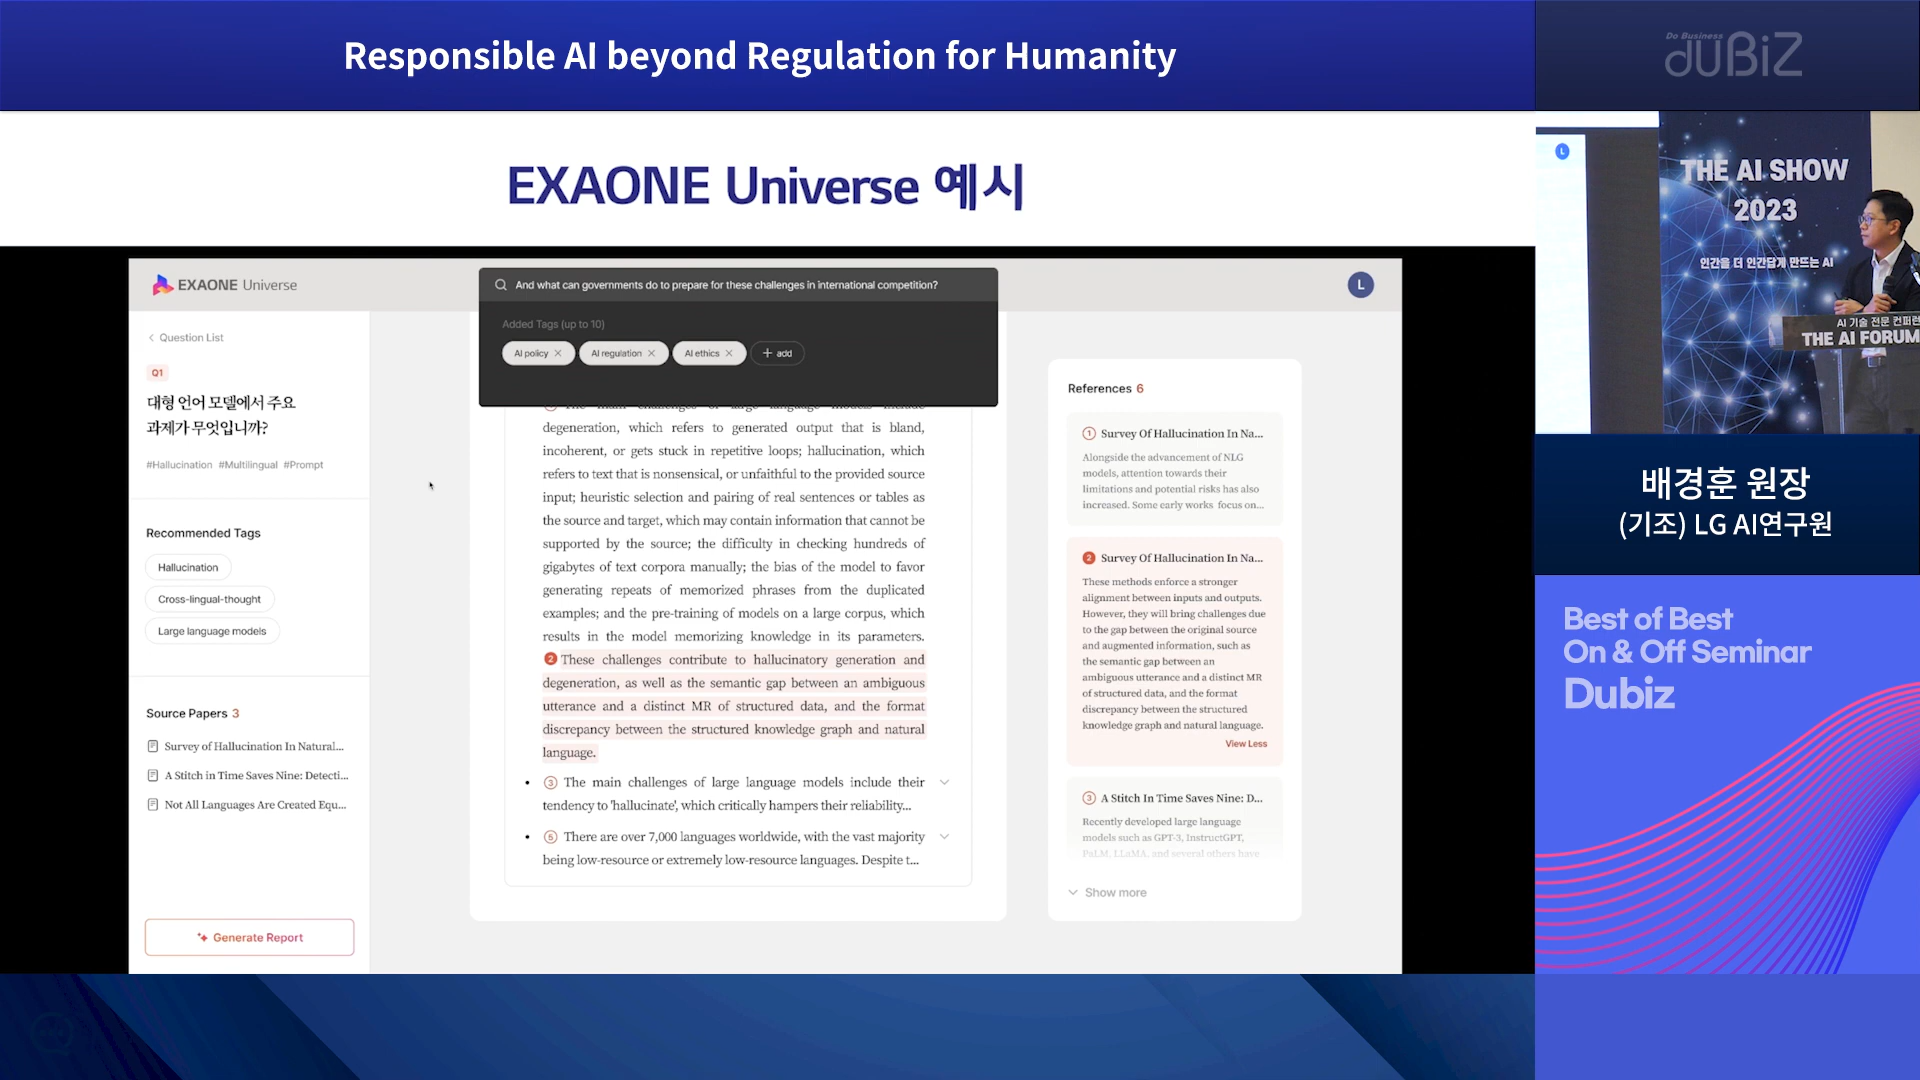 Responsible AI beyond Regulation for Humanity
Do Business
duBiZ
EXAONE Universe 예시
EXAONE Universe
And what can governments do to prepare for these challenges in international competition?
L
Added Tags (up to 10)
AI policy ×
AI regulation ×
AI ethics ×
+ add
< Question List
Q1
대형 언어 모델에서 주요
과제가 무엇입니까?
#Hallucination #Multilingual #Prompt
Recommended Tags
Hallucination
Cross-lingual-thought
Large language models
Source Papers 3
Survey of Hallucination In Natural...
A Stitch in Time Saves Nine: Detecti...
Not All Languages Are Created Equ...
Generate Report
The main challenges of large language models include
degeneration, which refers to generated output that is bland,
incoherent, or gets stuck in repetitive loops; hallucination, which
refers to text that is nonsensical, or unfaithful to the provided source
input; heuristic selection and pairing of real sentences or tables as
the source and target, which may contain information that cannot be
supported by the source; the difficulty in checking hundreds of
gigabytes of text corpora manually; the bias of the model to favor
generating repeats of memorized phrases from the duplicated
examples; and the pre-training of models on a large corpus, which
results in the model memorizing knowledge in its parameters.
2 These challenges contribute to hallucinatory generation and
degeneration, as well as the semantic gap between an ambiguous
utterance and a distinct MR of structured data, and the format
discrepancy between the structured knowledge graph and natural
language.
• 3 The main challenges of large language models include their
tendency to 'hallucinate', which critically hampers their reliability...
• 5 There are over 7,000 languages worldwide, with the vast majority
being low-resource or extremely low-resource languages. Despite t...
References 6
1 Survey Of Hallucination In Na...
Alongside the advancement of NLG
models, attention towards their
limitations and potential risks has also
increased. Some early works focus on...
2 Survey Of Hallucination In Na...
These methods enforce a stronger
alignment between inputs and outputs.
However, they will bring challenges due
to the gap between the original source
and augmented information, such as
the semantic gap between an
ambiguous utterance and a distinct MR
of structured data, and the format
discrepancy between the structured
knowledge graph and natural language.
View Less
3 A Stitch In Time Saves Nine: D...
Recently developed large language
models such as GPT-3, InstructGPT,
PaLM, LLaMA, and several others have
Show more
L
THE AI SHOW
2023
인간을 더 인간답게 만드는 AI
AI 기술 전문 컨퍼런
THE AI FORUM
배경훈 원장
(기조) LG AI연구원
Best of Best
On & Off Seminar
Dubiz